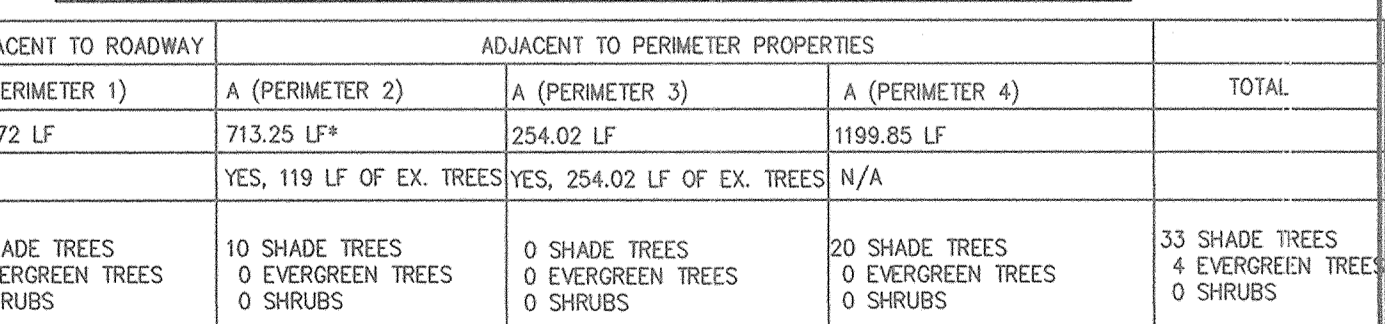 ACENT TO ROADWAY ADJACENT TO PERIMETER PROPERTIES
ERIMETER 1) A (PERIMETER 2) A (PERIMETER 3) A (PERIMETER 4) TOTAL
72 LF 713.25 LF* 254.02 LF 1199.85 LF
YES, 119 LF OF EX. TREES YES, 254.02 LF OF EX. TREES N/A
ADE TREES 10 SHADE TREES 0 SHADE TREES 20 SHADE TREES 33 SHADE TREES
ERGREEN TREES 0 EVERGREEN TREES 0 EVERGREEN TREES 0 EVERGREEN TREES 4 EVERGREEN TREES
RUBS 0 SHRUBS 0 SHRUBS 0 SHRUBS 0 SHRUBS